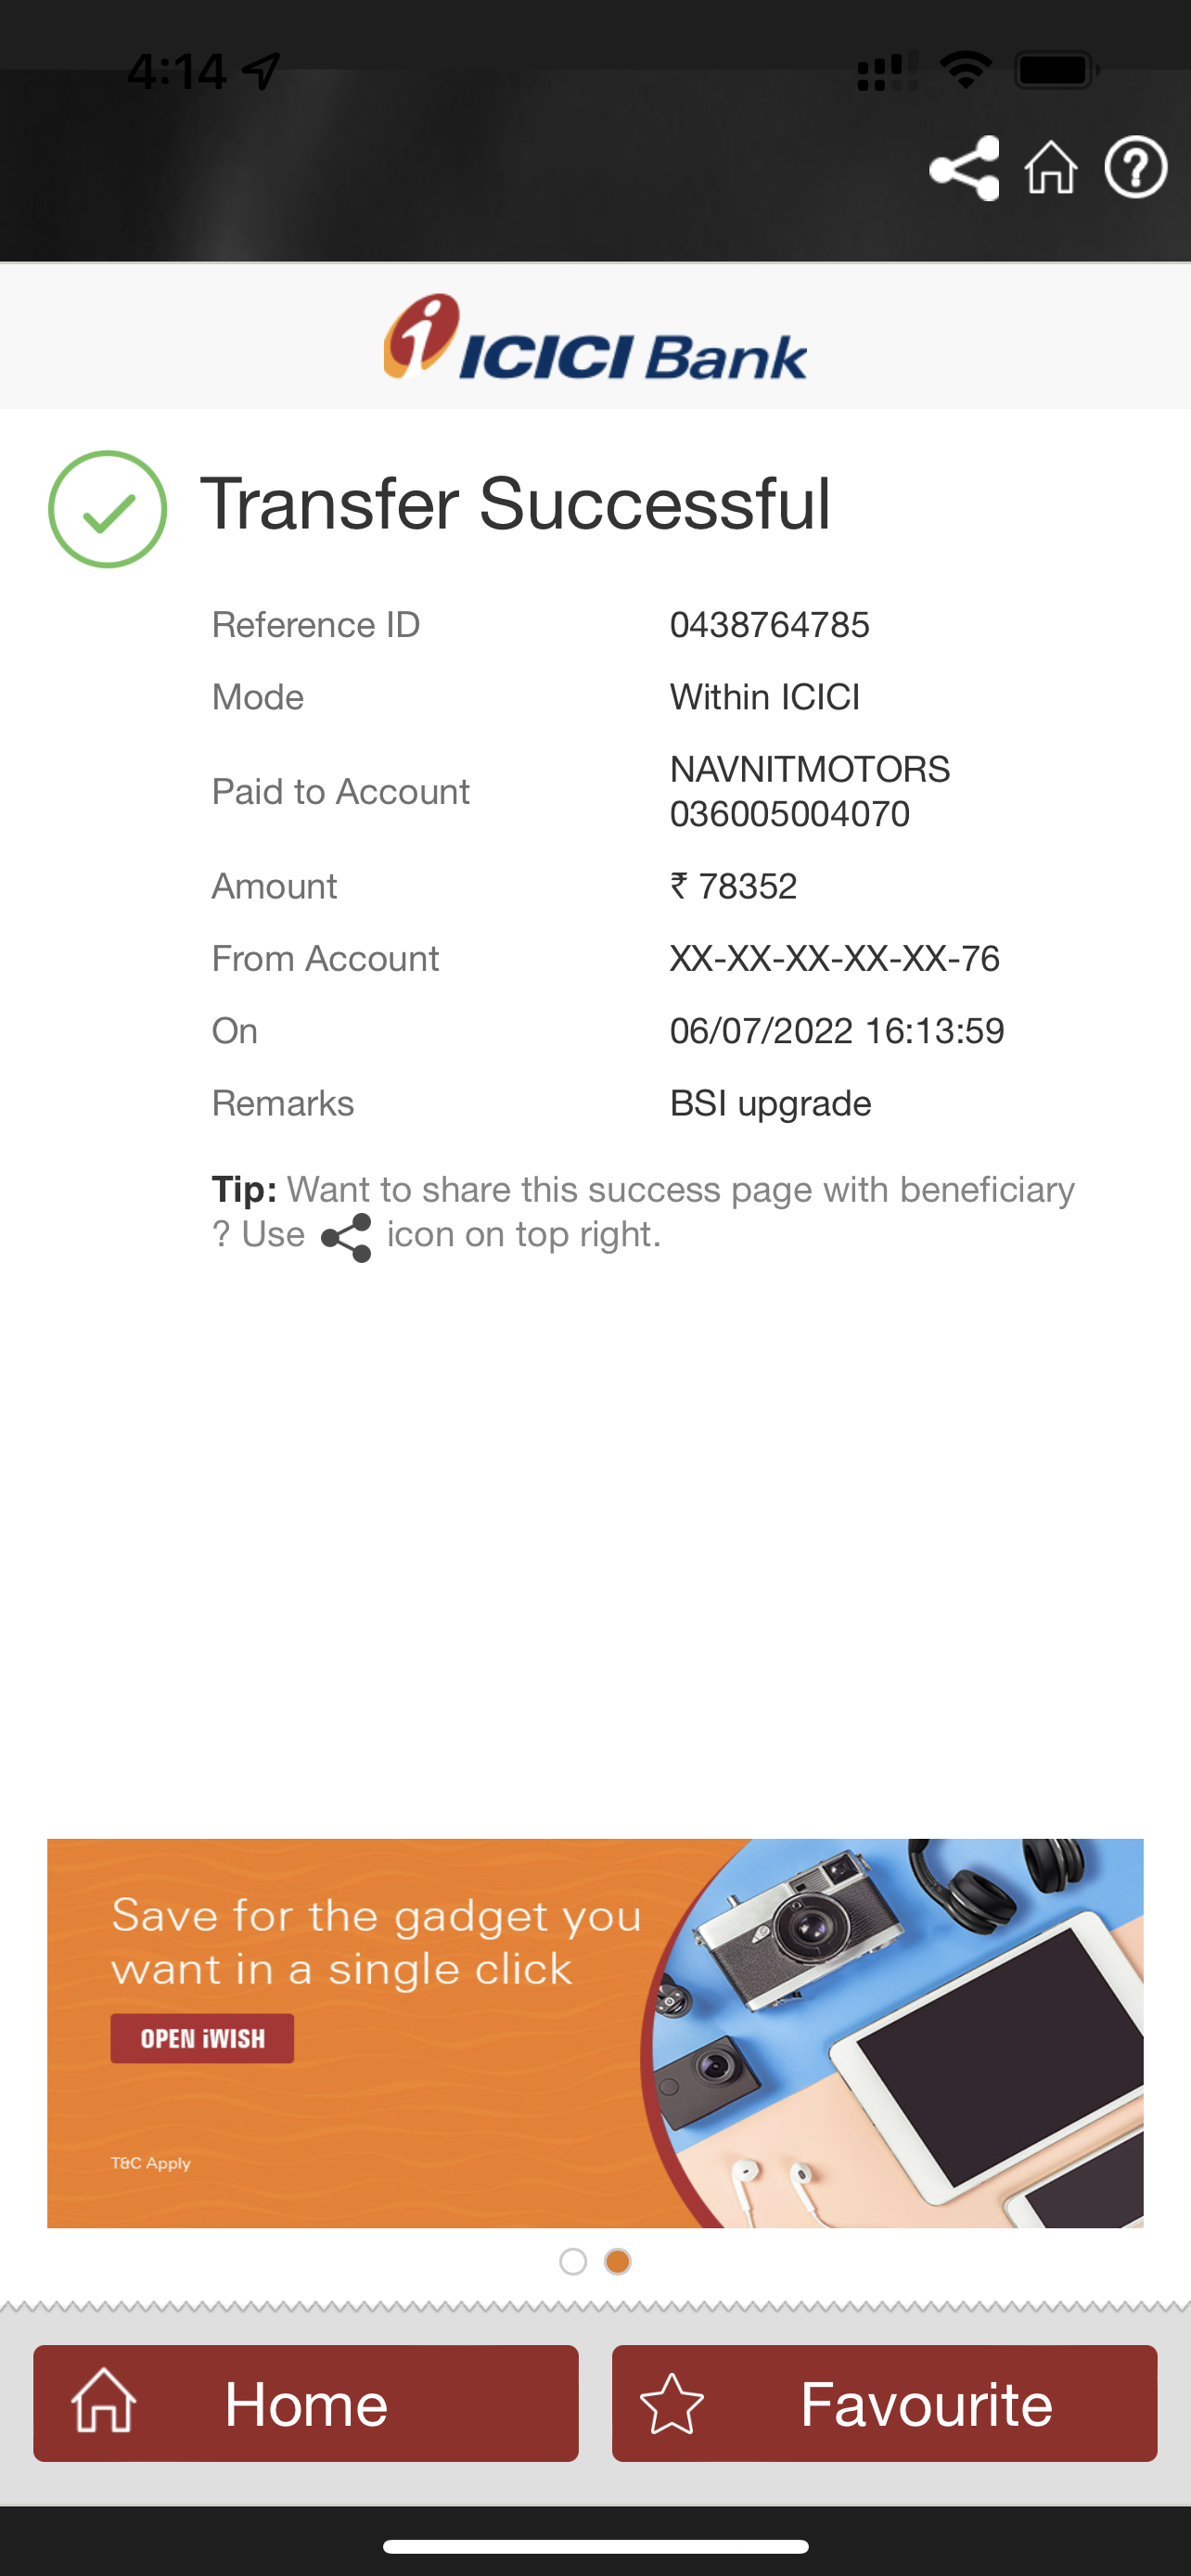 4:14
ICICI Bank
Transfer Successful
Reference ID 0438764785
Mode Within ICICI
Paid to Account NAVNITMOTORS
036005004070
Amount ₹ 78352
From Account XX-XX-XX-XX-XX-76
On 06/07/2022 16:13:59
Remarks BSI upgrade
Tip: Want to share this success page with beneficiary
? Use icon on top right.
Save for the gadget you
want in a single click
OPEN iWISH
T&C Apply
Home Favourite